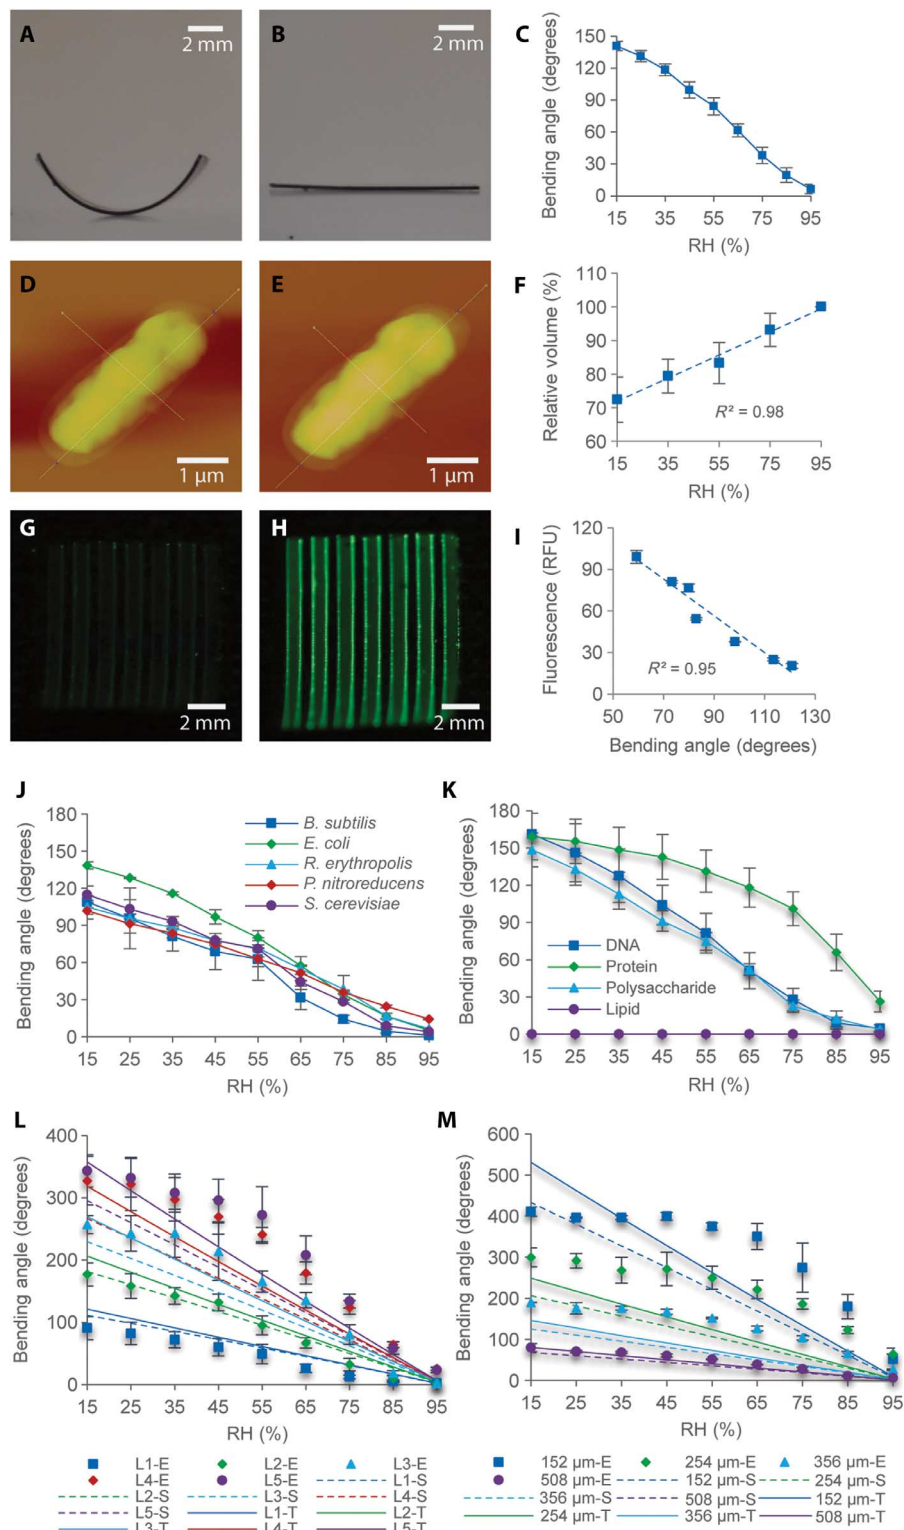 A
2 mm
B
2 mm
C
Bending angle (degrees)
150
120
90
60
30
0
15 35 55 75 95
RH (%)
D
1 µm
E
1 µm
F
Relative volume (%)
110
100
90
80
70
60
R² = 0.98
15 35 55 75 95
RH (%)
G
2 mm
H
2 mm
I
Fluorescence (RFU)
120
90
60
30
0
R² = 0.95
50 70 90 110 130
Bending angle (degrees)
J
Bending angle (degrees)
180
150
120
90
60
30
0
B. subtilis
E. coli
R. erythropolis
P. nitroreducens
S. cerevisiae
15 25 35 45 55 65 75 85 95
RH (%)
K
Bending angle (degrees)
180
150
120
90
60
30
0
DNA
Protein
Polysaccharide
Lipid
15 25 35 45 55 65 75 85 95
RH (%)
L
Bending angle (degrees)
400
300
200
100
0
15 25 35 45 55 65 75 85 95
RH (%)
L1-E L2-E L3-E
L4-E L5-E L1-S
L2-S L3-S L4-S
L5-S L1-T L2-T
L3-T L4-T L5-T
M
Bending angle (degrees)
600
500
400
300
200
100
0
15 25 35 45 55 65 75 85 95
RH (%)
152 µm-E 254 µm-E 356 µm-E
508 µm-E 152 µm-S 254 µm-S
356 µm-S 508 µm-S 152 µm-T
254 µm-T 356 µm-T 508 µm-T